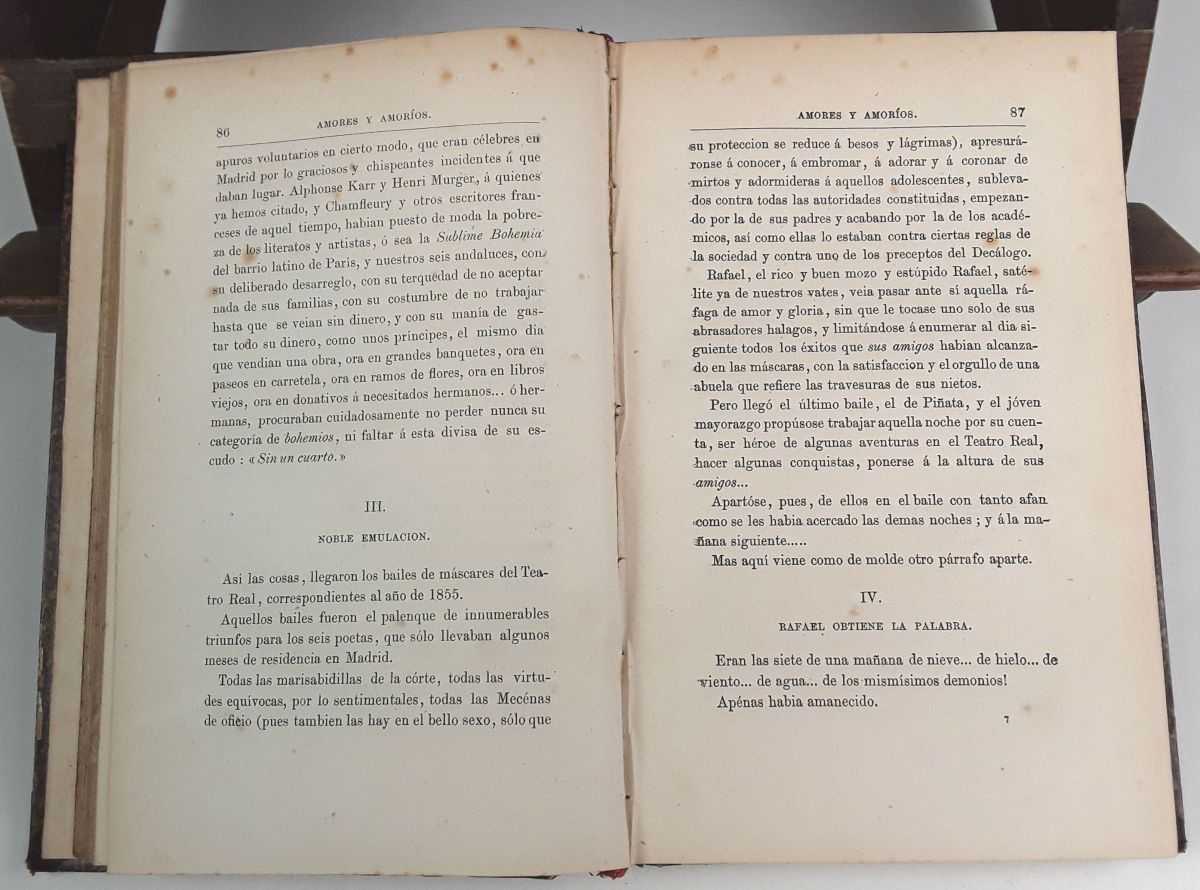 86
AMORES Y AMORÍOS.
apuros voluntarios en cierto modo, que eran célebres en
Madrid por lo graciosos y chispeantes incidentes á que
daban lugar. Alphonse Karr y Henri Murger, á quienes
ya hemos citado, y Chamfleury y otros escritores fran-
ceses de aquel tiempo, habian puesto de moda la pobre-
za de los literatos y artistas, ó sea la Sublime Bohemia
del barrio latino de Paris, y nuestros seis andaluces, con
su deliberado desarreglo, con su terquedad de no aceptar
nada de sus familias, con su costumbre de no trabajar
hasta que se veian sin dinero, y con su manía de gas-
tar todo su dinero, como unos príncipes, el mismo dia
que vendian una obra, ora en grandes banquetes, ora en
paseos en carretela, ora en ramos de flores, ora en libros
viejos, ora en donativos á necesitados hermanos... ó her-
manas, procuraban cuidadosamente no perder nunca su
categoría de bohemios, ni faltar á esta divisa de su es-
cudo : « Sin un cuarto. »
III.
NOBLE EMULACION.
Asi las cosas, llegaron los bailes de máscares del Tea-
tro Real, correspondientes al año de 1855.
Aquellos bailes fueron el palenque de innumerables
triunfos para los seis poetas, que sólo llevaban algunos
meses de residencia en Madrid.
Todas las marisabidillas de la córte, todas las virtu-
des equívocas, por lo sentimentales, todas las Mecénas
de oficio (pues tambien las hay en el bello sexo, sólo que
AMORES Y AMORÍOS.
87
su proteccion se reduce á besos y lágrimas), apresurá-
ronse á conocer, á embromar, á adorar y á coronar de
mirtos y adormideras á aquellos adolescentes, subleva-
dos contra todas las autoridades constituidas, empezan-
do por la de sus padres y acabando por la de los acadé-
micos, así como ellas lo estaban contra ciertas reglas de
la sociedad y contra uno de los preceptos del Decálogo.
Rafael, el rico y buen mozo y estúpido Rafael, saté-
lite ya de nuestros vates, veia pasar ante sí aquella rá-
faga de amor y gloria, sin que le tocase uno solo de sus
abrasadores halagos, y limitándose á enumerar al dia si-
guiente todos los éxitos que sus amigos habian alcanza-
do en las máscaras, con la satisfaccion y el orgullo de una
abuela que refiere las travesuras de sus nietos.
Pero llegó el último baile, el de Piñata, y el jóven
mayorazgo propúsose trabajar aquella noche por su cuen-
ta, ser héroe de algunas aventuras en el Teatro Real,
hacer algunas conquistas, ponerse á la altura de sus
amigos...
Apartóse, pues, de ellos en el baile con tanto afan
como se les habia acercado las demas noches ; y á la ma-
ñana siguiente.....
Mas aquí viene como de molde otro párrafo aparte.
IV.
RAFAEL OBTIENE LA PALABRA.
Eran las siete de una mañana de nieve... de hielo... de
viento... de agua... de los mismísimos demonios!
Apénas habia amanecido.
7